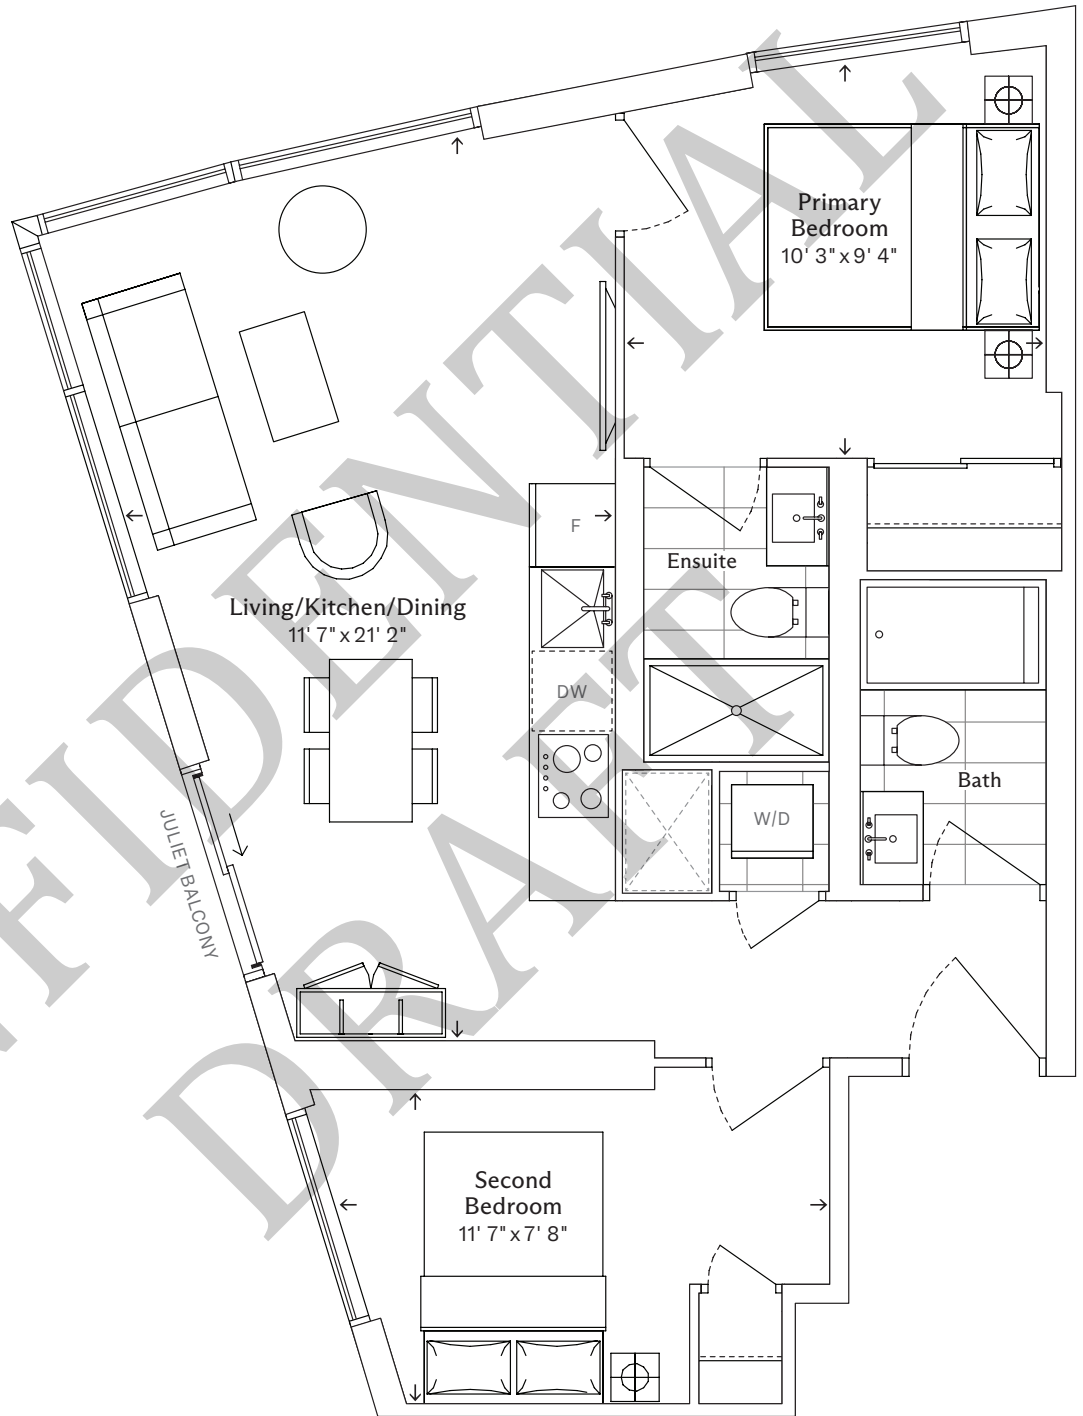 Primary
Bedroom
10' 3" x 9' 4"
F
Ensuite
Living/Kitchen/Dining
11' 7" x 21' 2"
DW
Bath
W/D
JULIET BALCONY
Second
Bedroom
11' 7" x 7' 8"
FIDENTIAL
DRAFT